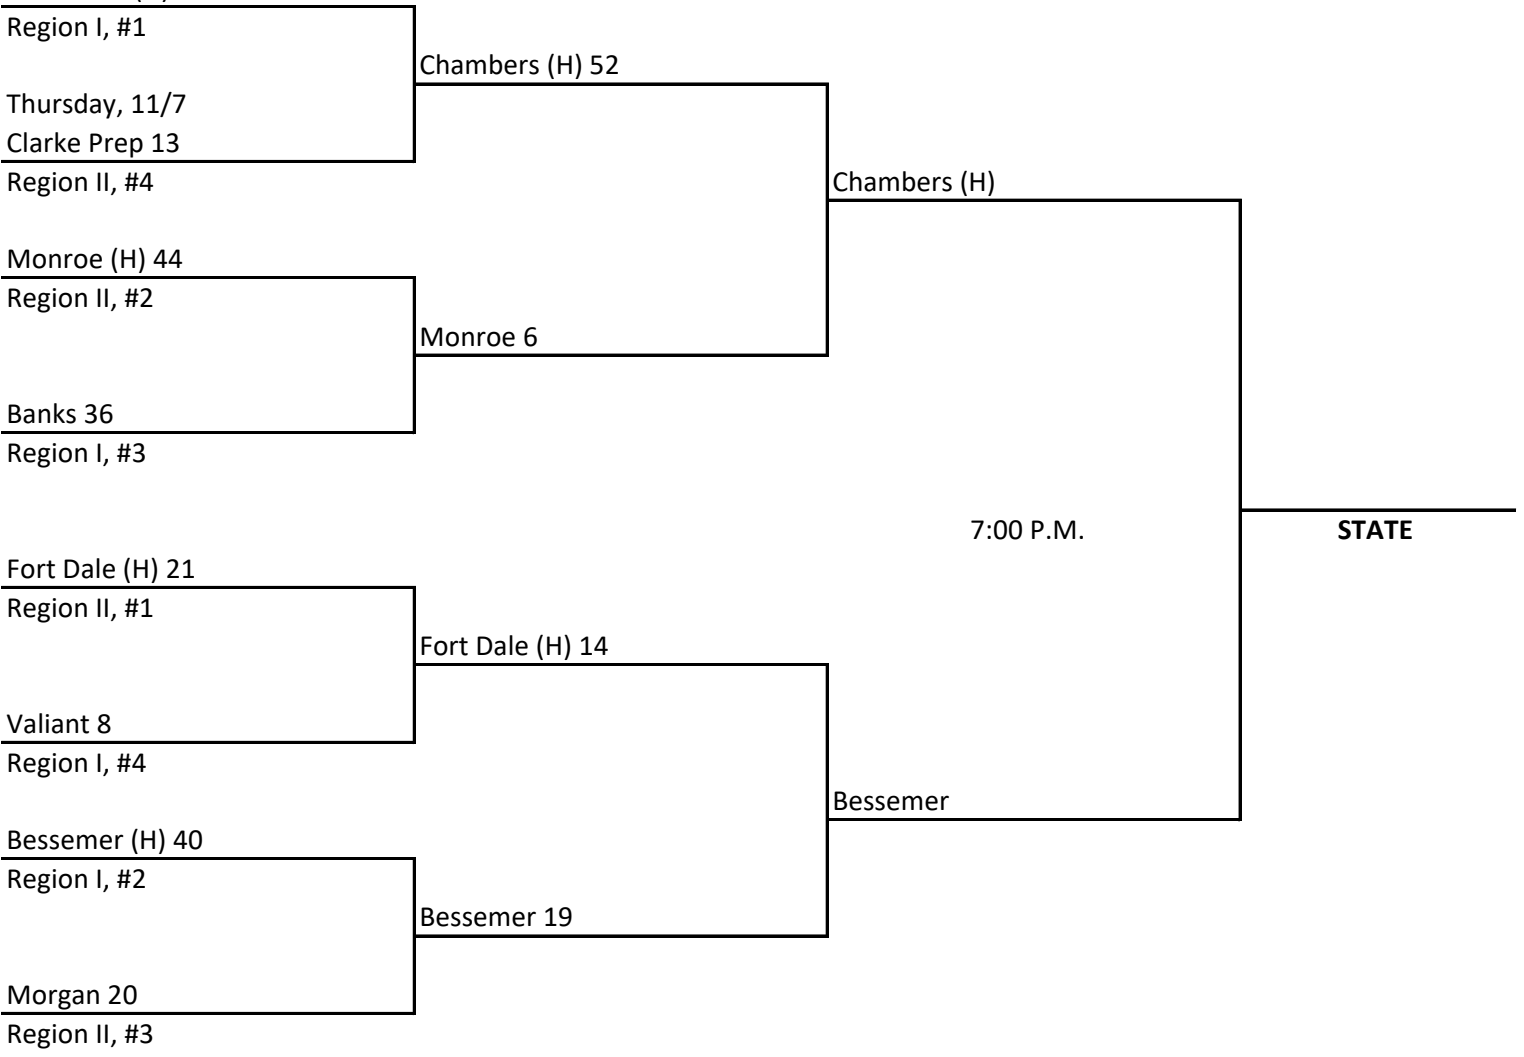 Region I, #1
Chambers (H) 52
Thursday, 11/7
Clarke Prep 13
Region II, #4
Chambers (H)
Monroe (H) 44
Region II, #2
Monroe 6
Banks 36
Region I, #3
7:00 P.M.
STATE
Fort Dale (H) 21
Region II, #1
Fort Dale (H) 14
Valiant 8
Region I, #4
Bessemer
Bessemer (H) 40
Region I, #2
Bessemer 19
Morgan 20
Region II, #3